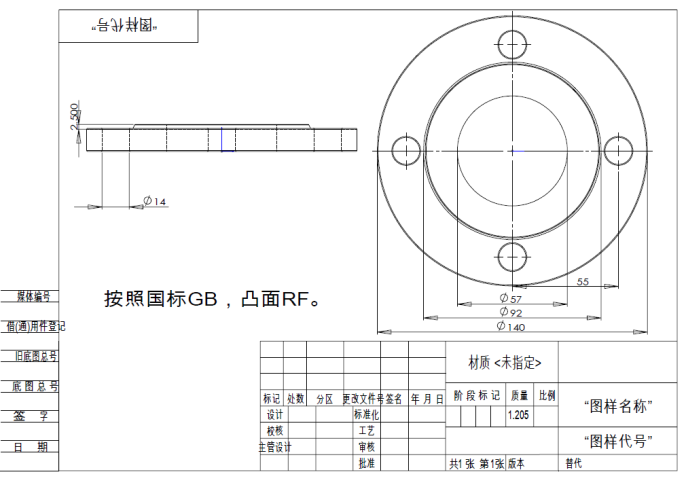 “图样代号”
2.500
∅14
55
∅57
∅92
∅140
按照国标GB，凸面RF。
媒体编号
借(通)用件登记
旧底图总号
底图总号
签 字
日 期
材质 <未指定>
标记 处数 分区 更改文件号 签名 年 月 日 阶段标记 质量 比例
设计 标准化 1.205 “图样名称”
校核 工艺
主管设计 审核 “图样代号”
批准 共1张 第1张 版本 替代